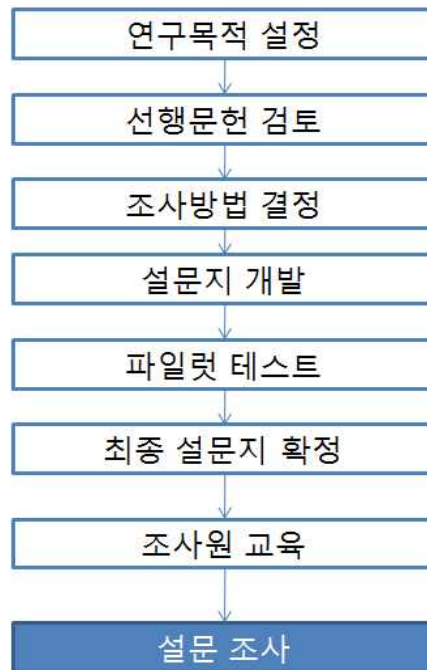 연구목적 설정
선행문헌 검토
조사방법 결정
설문지 개발
파일럿 테스트
최종 설문지 확정
조사원 교육
설문 조사